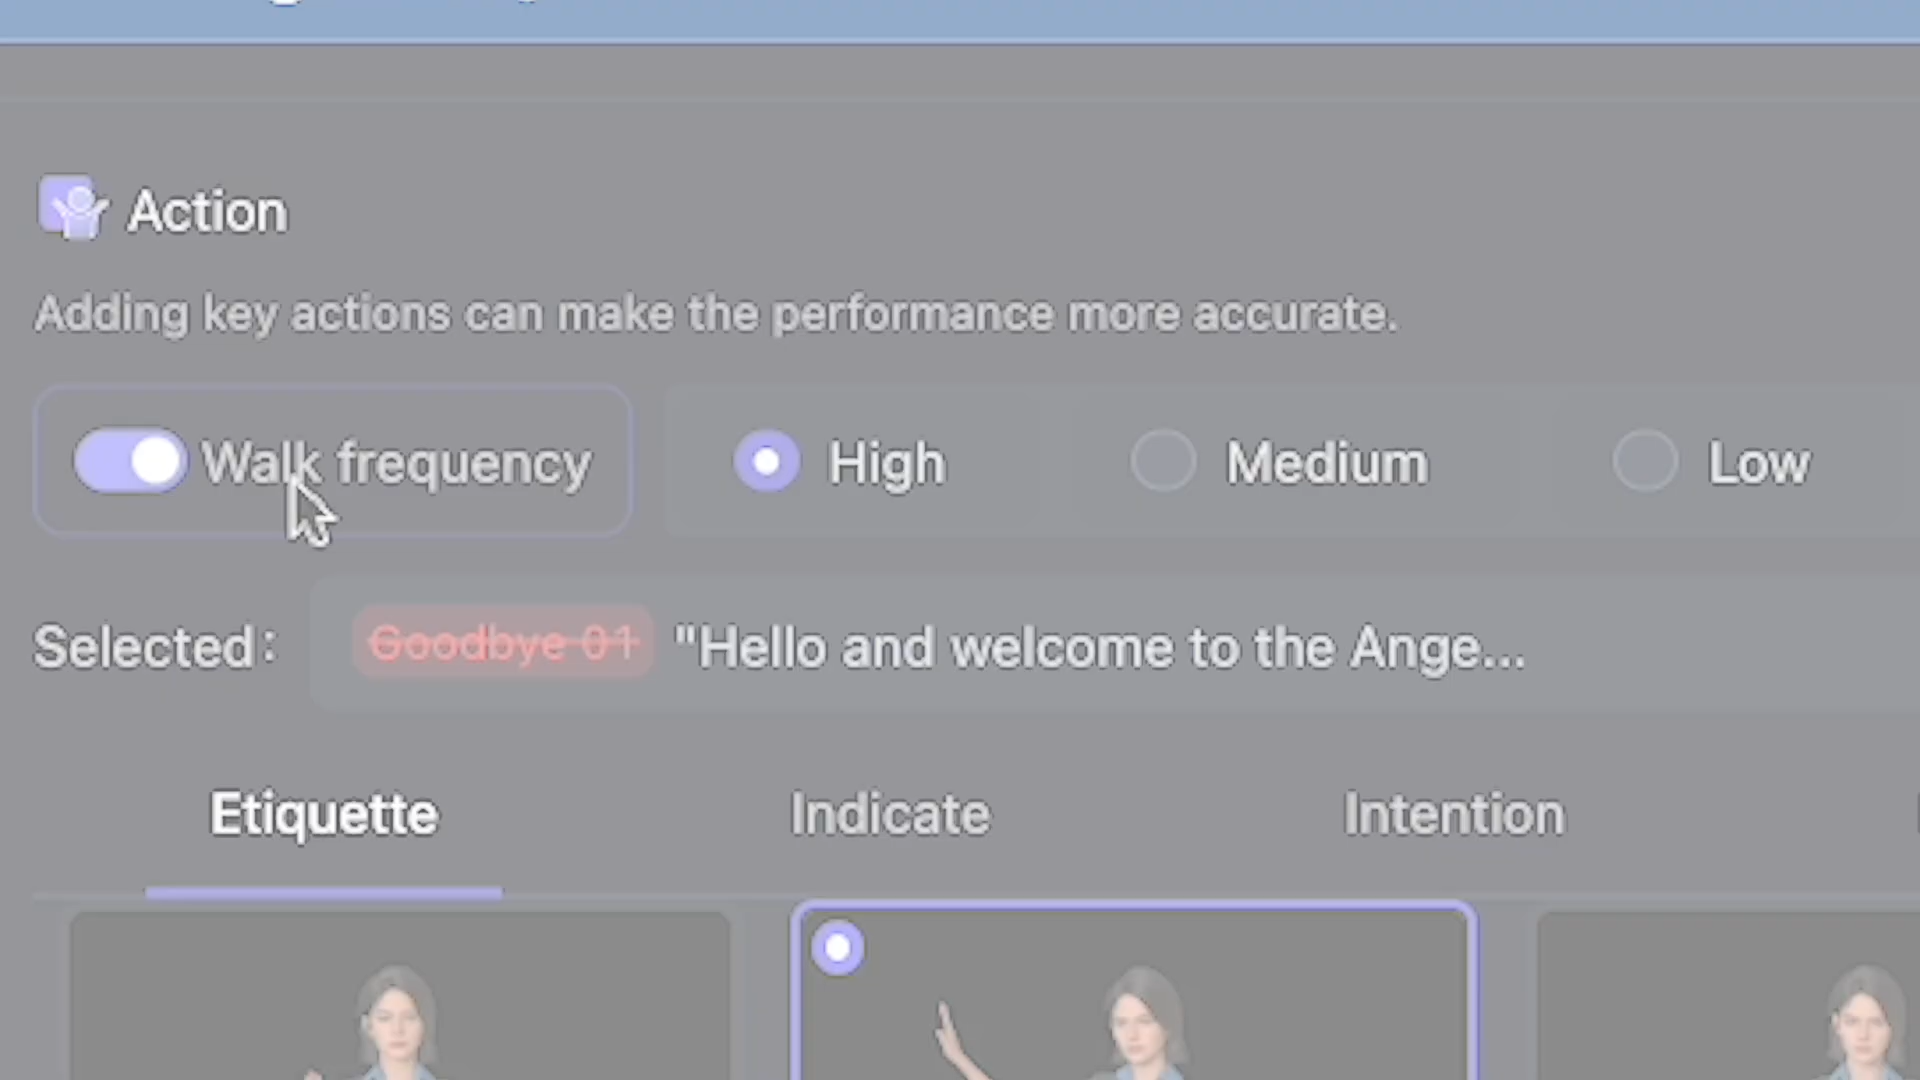 Action
Adding key actions can make the performance more accurate.
Walk frequency High Medium Low
Selected: Goodbye 01 "Hello and welcome to the Ange...
Etiquette Indicate Intention